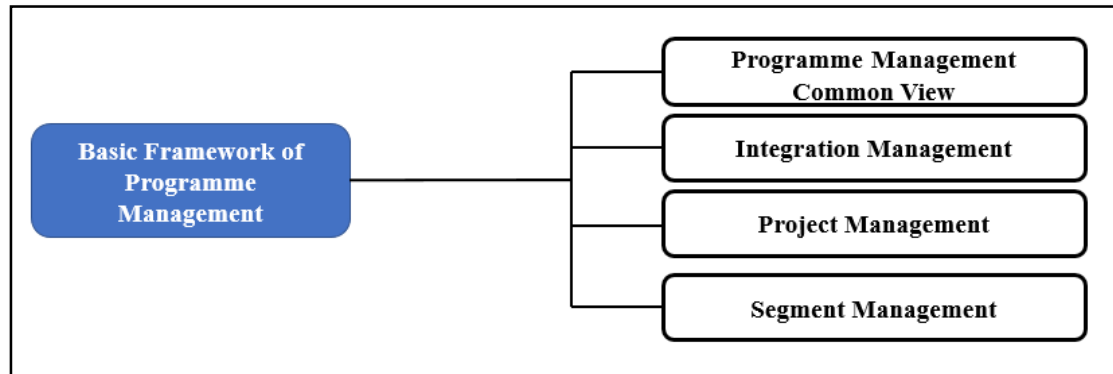 Basic Framework of
Programme
Management
Programme Management
Common View
Integration Management
Project Management
Segment Management